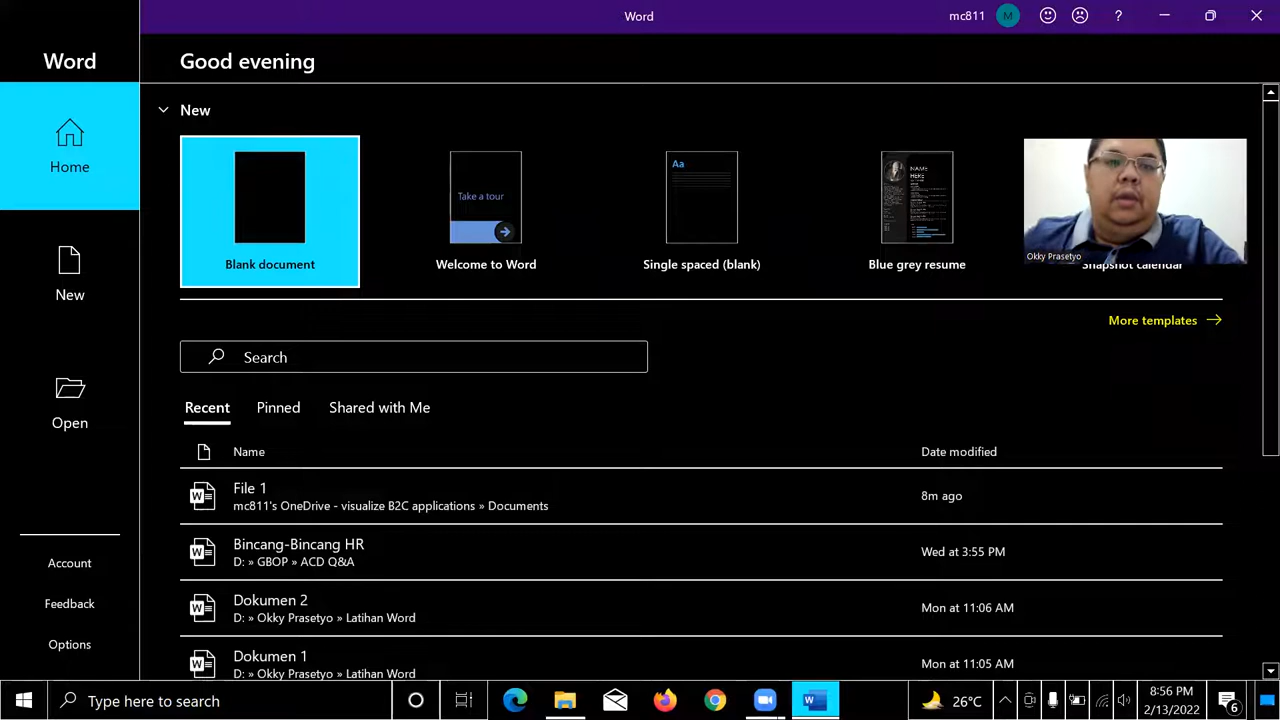 Word
mc811
M
?
Word
Good evening
Home
New
Open
Account
Feedback
Options
New
Blank document
Take a tour
Welcome to Word
Aa
Single spaced (blank)
NAME
HERE
Blue grey resume
Okky Prasetyo
Snapshot calendar
More templates
Search
Recent Pinned Shared with Me
Name Date modified
File 1
mc811's OneDrive - visualize B2C applications » Documents
8m ago
Bincang-Bincang HR
D: » GBOP » ACD Q&A
Wed at 3:55 PM
Dokumen 2
D: » Okky Prasetyo » Latihan Word
Mon at 11:06 AM
Dokumen 1
D: » Okky Prasetyo » Latihan Word
Mon at 11:05 AM
Type here to search
26°C
8:56 PM
2/13/2022
6